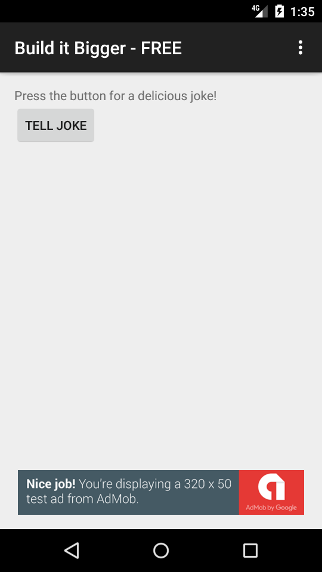 4G 1:35
Build it Bigger - FREE
Press the button for a delicious joke!
TELL JOKE
Nice job! You're displaying a 320 x 50
test ad from AdMob.
AdMob by Google